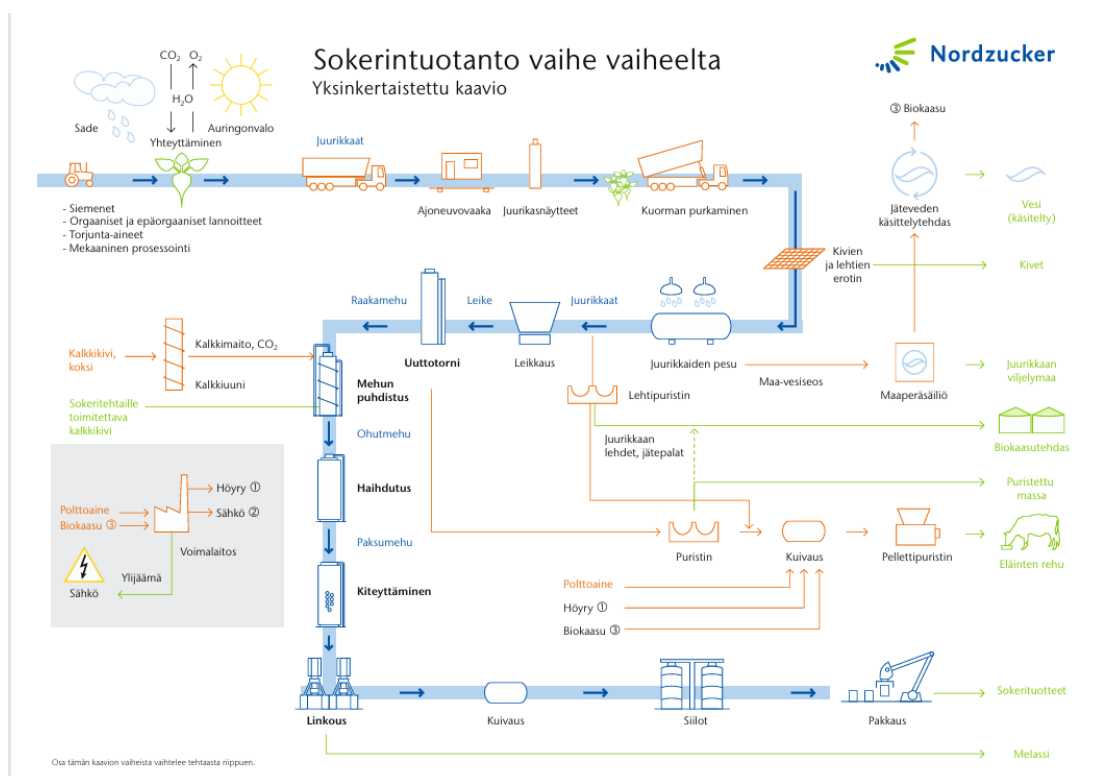 Sokerintuotanto vaihe vaiheelta
Yksinkertaistettu kaavio
Nordzucker
CO₂ O₂
H₂O
Sade
Auringonvalo
Yhteyttäminen
- Siemenet
- Orgaaniset ja epäorgaaniset lannoitteet
- Torjunta-aineet
- Mekaaninen prosessointi
Juurikkaat
Ajoneuvovaaka
Juurikasnäytteet
Kuorman purkaminen
③ Biokaasu
Jäteveden
käsittelytehdas
Vesi
(käsitelty)
Kivien
ja lehtien
erotin
Kivet
Raakamehu
Leike
Juurikkaat
Uuttotorni
Leikkaus
Juurikkaiden pesu
Maa-vesiseos
Maaperäsäiliö
Juurikkaan
viljelymaa
Kalkkikivi,
koksi
Kalkkimaito, CO₂
Kalkkiuuni
Mehun
puhdistus
Sokeritehtaille
toimitettava
kalkkikivi
Lehtipuristin
Juurikkaan
lehdet, jätepalat
Biokaasutehdas
Ohutmehu
Haihdutus
Puristettu
massa
Polttoaine
Biokaasu ③
Höyry ①
Sähkö ②
Voimalaitos
Ylijäämä
Sähkö
Paksumehu
Puristin
Kuivaus
Pellettipuristin
Eläinten rehu
Kiteyttäminen
Polttoaine
Höyry ①
Biokaasu ③
Linkous
Kuivaus
Siilot
Pakkaus
Sokerituotteet
Melassi
Osa tämän kaavion vaiheista vaihtelee tehtaasta riippuen.